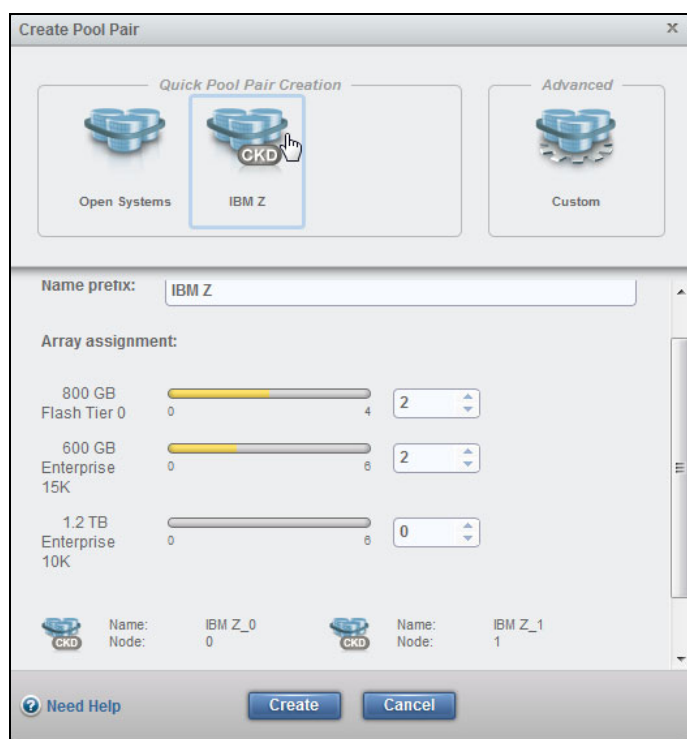 Create Pool Pair x
Quick Pool Pair Creation Advanced
CKD
Open Systems IBM Z Custom
Name prefix: IBM Z
Array assignment:
800 GB
Flash Tier 0 0 4 2
600 GB
Enterprise 0 6 2
15K
1.2 TB
Enterprise 0 6 0
10K
Name: IBM Z_0 Name: IBM Z_1
CKD Node: 0 CKD Node: 1
? Need Help Create Cancel